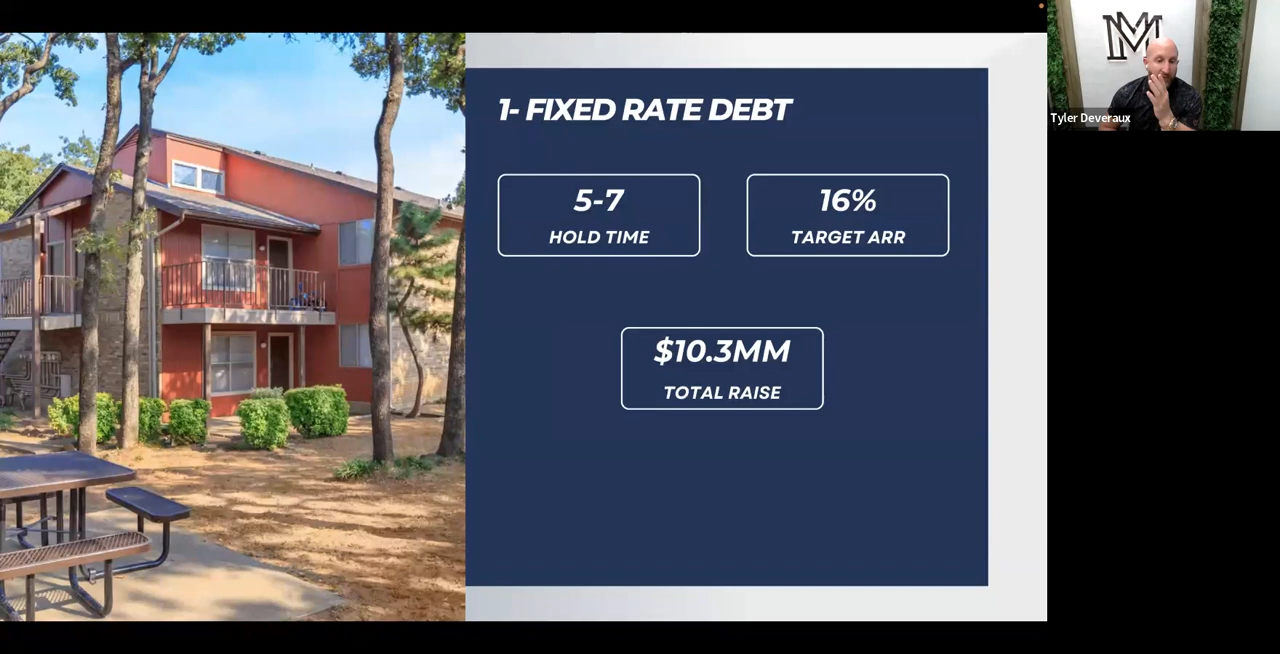 1- FIXED RATE DEBT
5-7
HOLD TIME
16%
TARGET ARR
$10.3MM
TOTAL RAISE
Tyler Deveraux